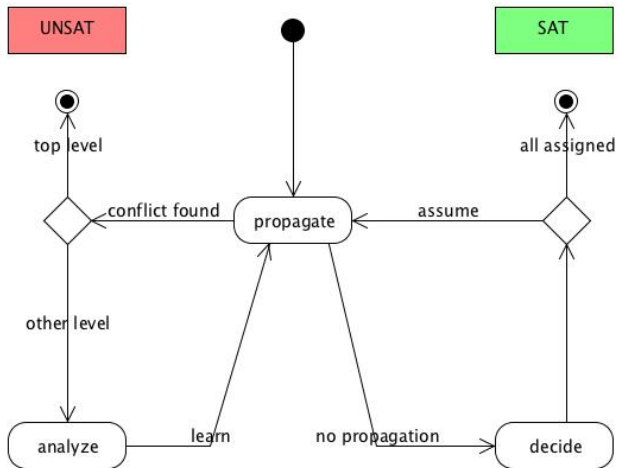 UNSAT
SAT
top level
all assigned
conflict found
propagate
assume
other level
learn
no propagation
analyze
decide